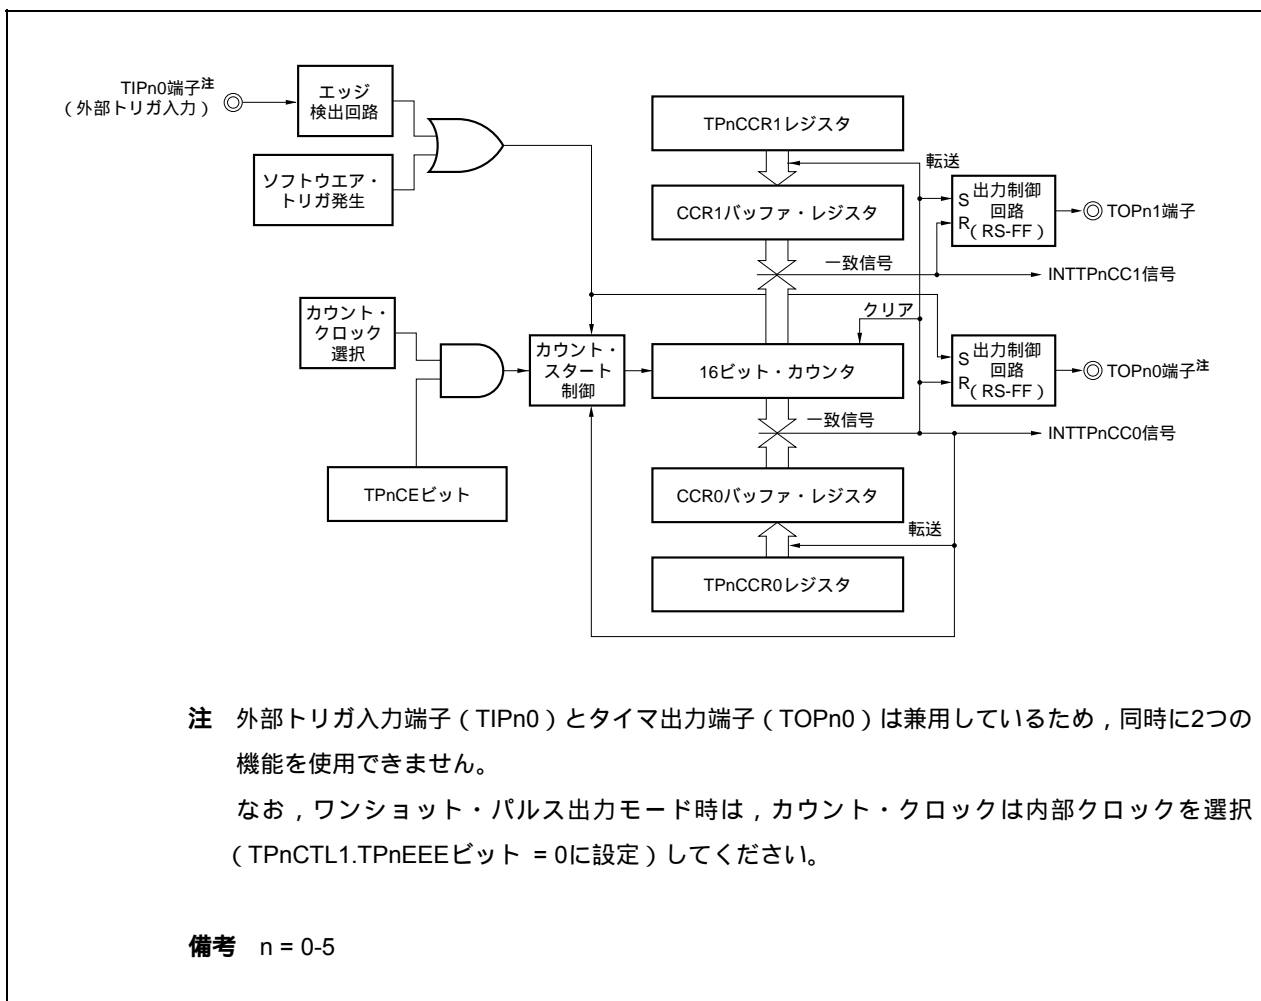 TIPn0端子注
（外部トリガ入力）
エッジ
検出回路
ソフトウエア・
トリガ発生
カウント・
クロック
選択
TPnCEビット
カウント・
スタート
制御
TPnCCR1レジスタ
転送
CCR1バッファ・レジスタ
一致信号
クリア
16ビット・カウンタ
一致信号
CCR0バッファ・レジスタ
転送
TPnCCR0レジスタ
S 出力制御
回路
R（RS-FF）
TOPn1端子
INTTPnCC1信号
S 出力制御
回路
R（RS-FF）
TOPn0端子注
INTTPnCC0信号
注 外部トリガ入力端子（TIPn0）とタイマ出力端子（TOPn0）は兼用しているため，同時に2つの
機能を使用できません。
なお，ワンショット・パルス出力モード時は，カウント・クロックは内部クロックを選択
（TPnCTL1.TPnEEEビット = 0に設定）してください。
備考 n = 0-5